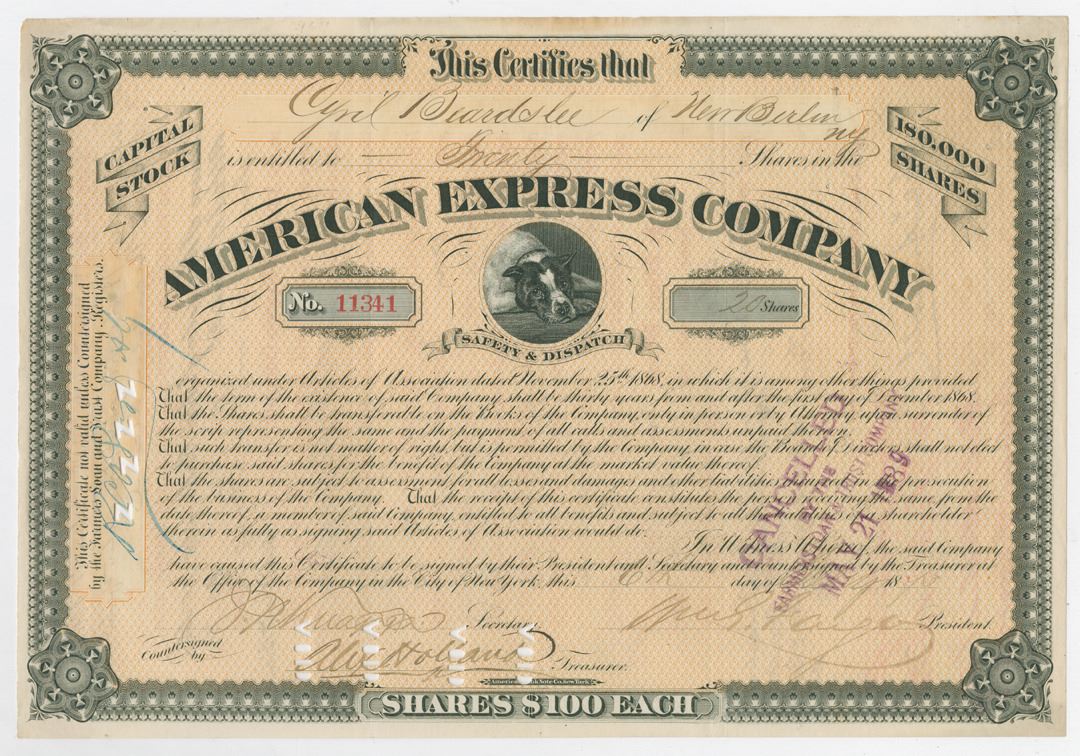 This Certifies that
Cyril Beardslee of New Berlin
NY
is entitled to Twenty Shares in the
CAPITAL
STOCK
180,000
SHARES
AMERICAN EXPRESS COMPANY
No. 11341
20 Shares
SAFETY & DISPATCH
organized under Articles of Association dated November 25th 1868, in which it is among other things provided
That the term of the existence of said Company shall be thirty years from and after the first day of December 1868.
That the Shares shall be transferable on the Books of the Company, only in person or by Attorney, upon surrender of
the scrip representing the same and the payment of all calls and assessments unpaid thereon.
That such transfer is not matter of right, but is permitted by the Company, in case the Board of Directors shall not elect
to purchase said shares for the benefit of the Company at the market value thereof.
That the shares are subject to assessment for all losses and damages and other liabilities in the prosecution
of the business of the Company. That the receipt of this certificate constitutes the person receiving the same, from the
date thereof, a member of said Company, entitled to all benefits and subject to all the liabilities of a shareholder
therein as fully as signing said Articles of Association would do.
In Witness Whereof, the said Company
have caused this Certificate to be signed by their President and Secretary and Countersigned by the Treasurer at
the Office of the Company in the City of New York, this 6th day of 18
Secretary. President.
Countersigned
by
Alex Holland Treasurer.
American Bank Note Co. New York
SHARES $100 EACH
This Certificate not valid unless Countersigned
by the Farmers' Loan and Trust Company, Registers.
CANCELLED
BY THE
FARMERS' LOAN & TRUST COMPANY
MAY 21 1889